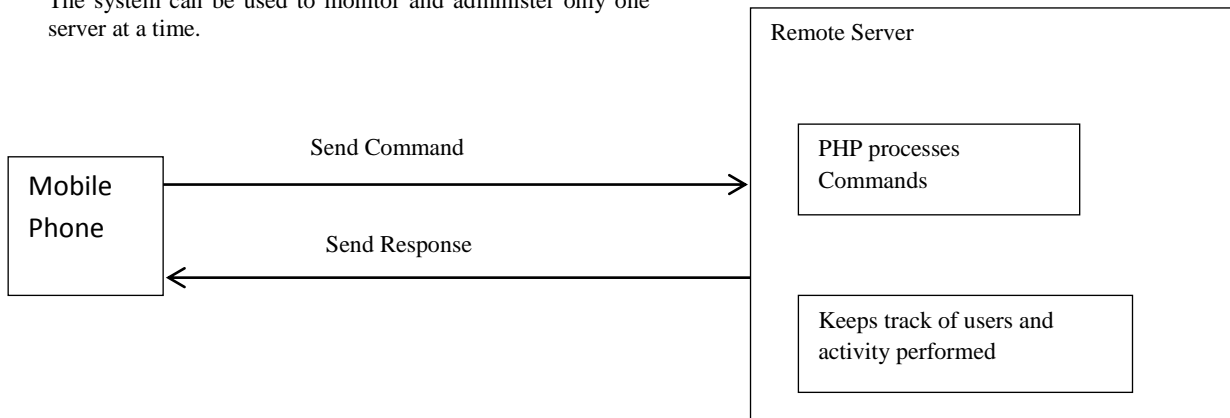 The system can be used to monitor and administer only one
server at a time.
Remote Server
Send Command
PHP processes
Commands
Mobile
Phone
Send Response
Keeps track of users and
activity performed